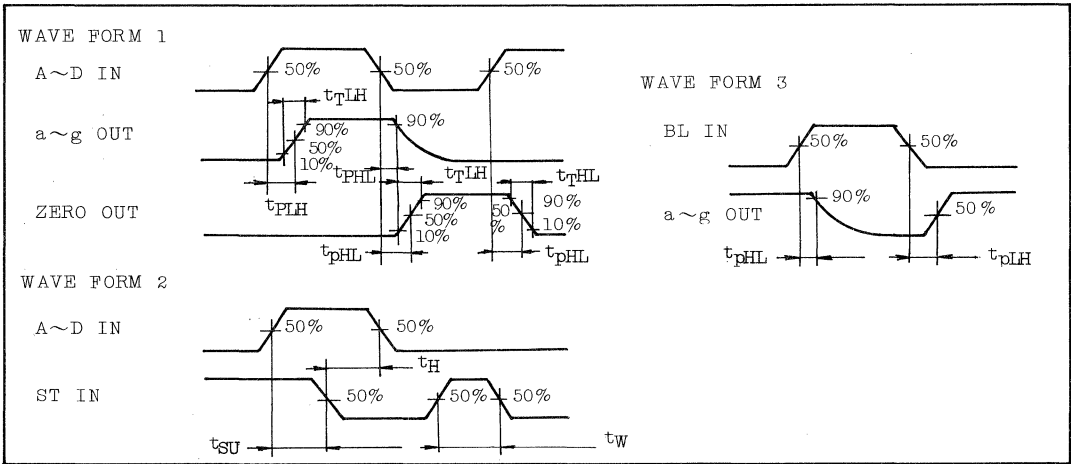 WAVE FORM 1
A~D IN
50%
50%
50%
tTLH
a~g OUT
90%
50%
10%
90%
tPHL
tTLH
tTHL
tPLH
ZERO OUT
90%
50%
10%
50
%
90%
10%
tpHL
tpHL
WAVE FORM 2
A~D IN
50%
50%
tH
ST IN
50%
50%
50%
tSU
tW
WAVE FORM 3
BL IN
50%
50%
a~g OUT
90%
50%
tpHL
tpLH